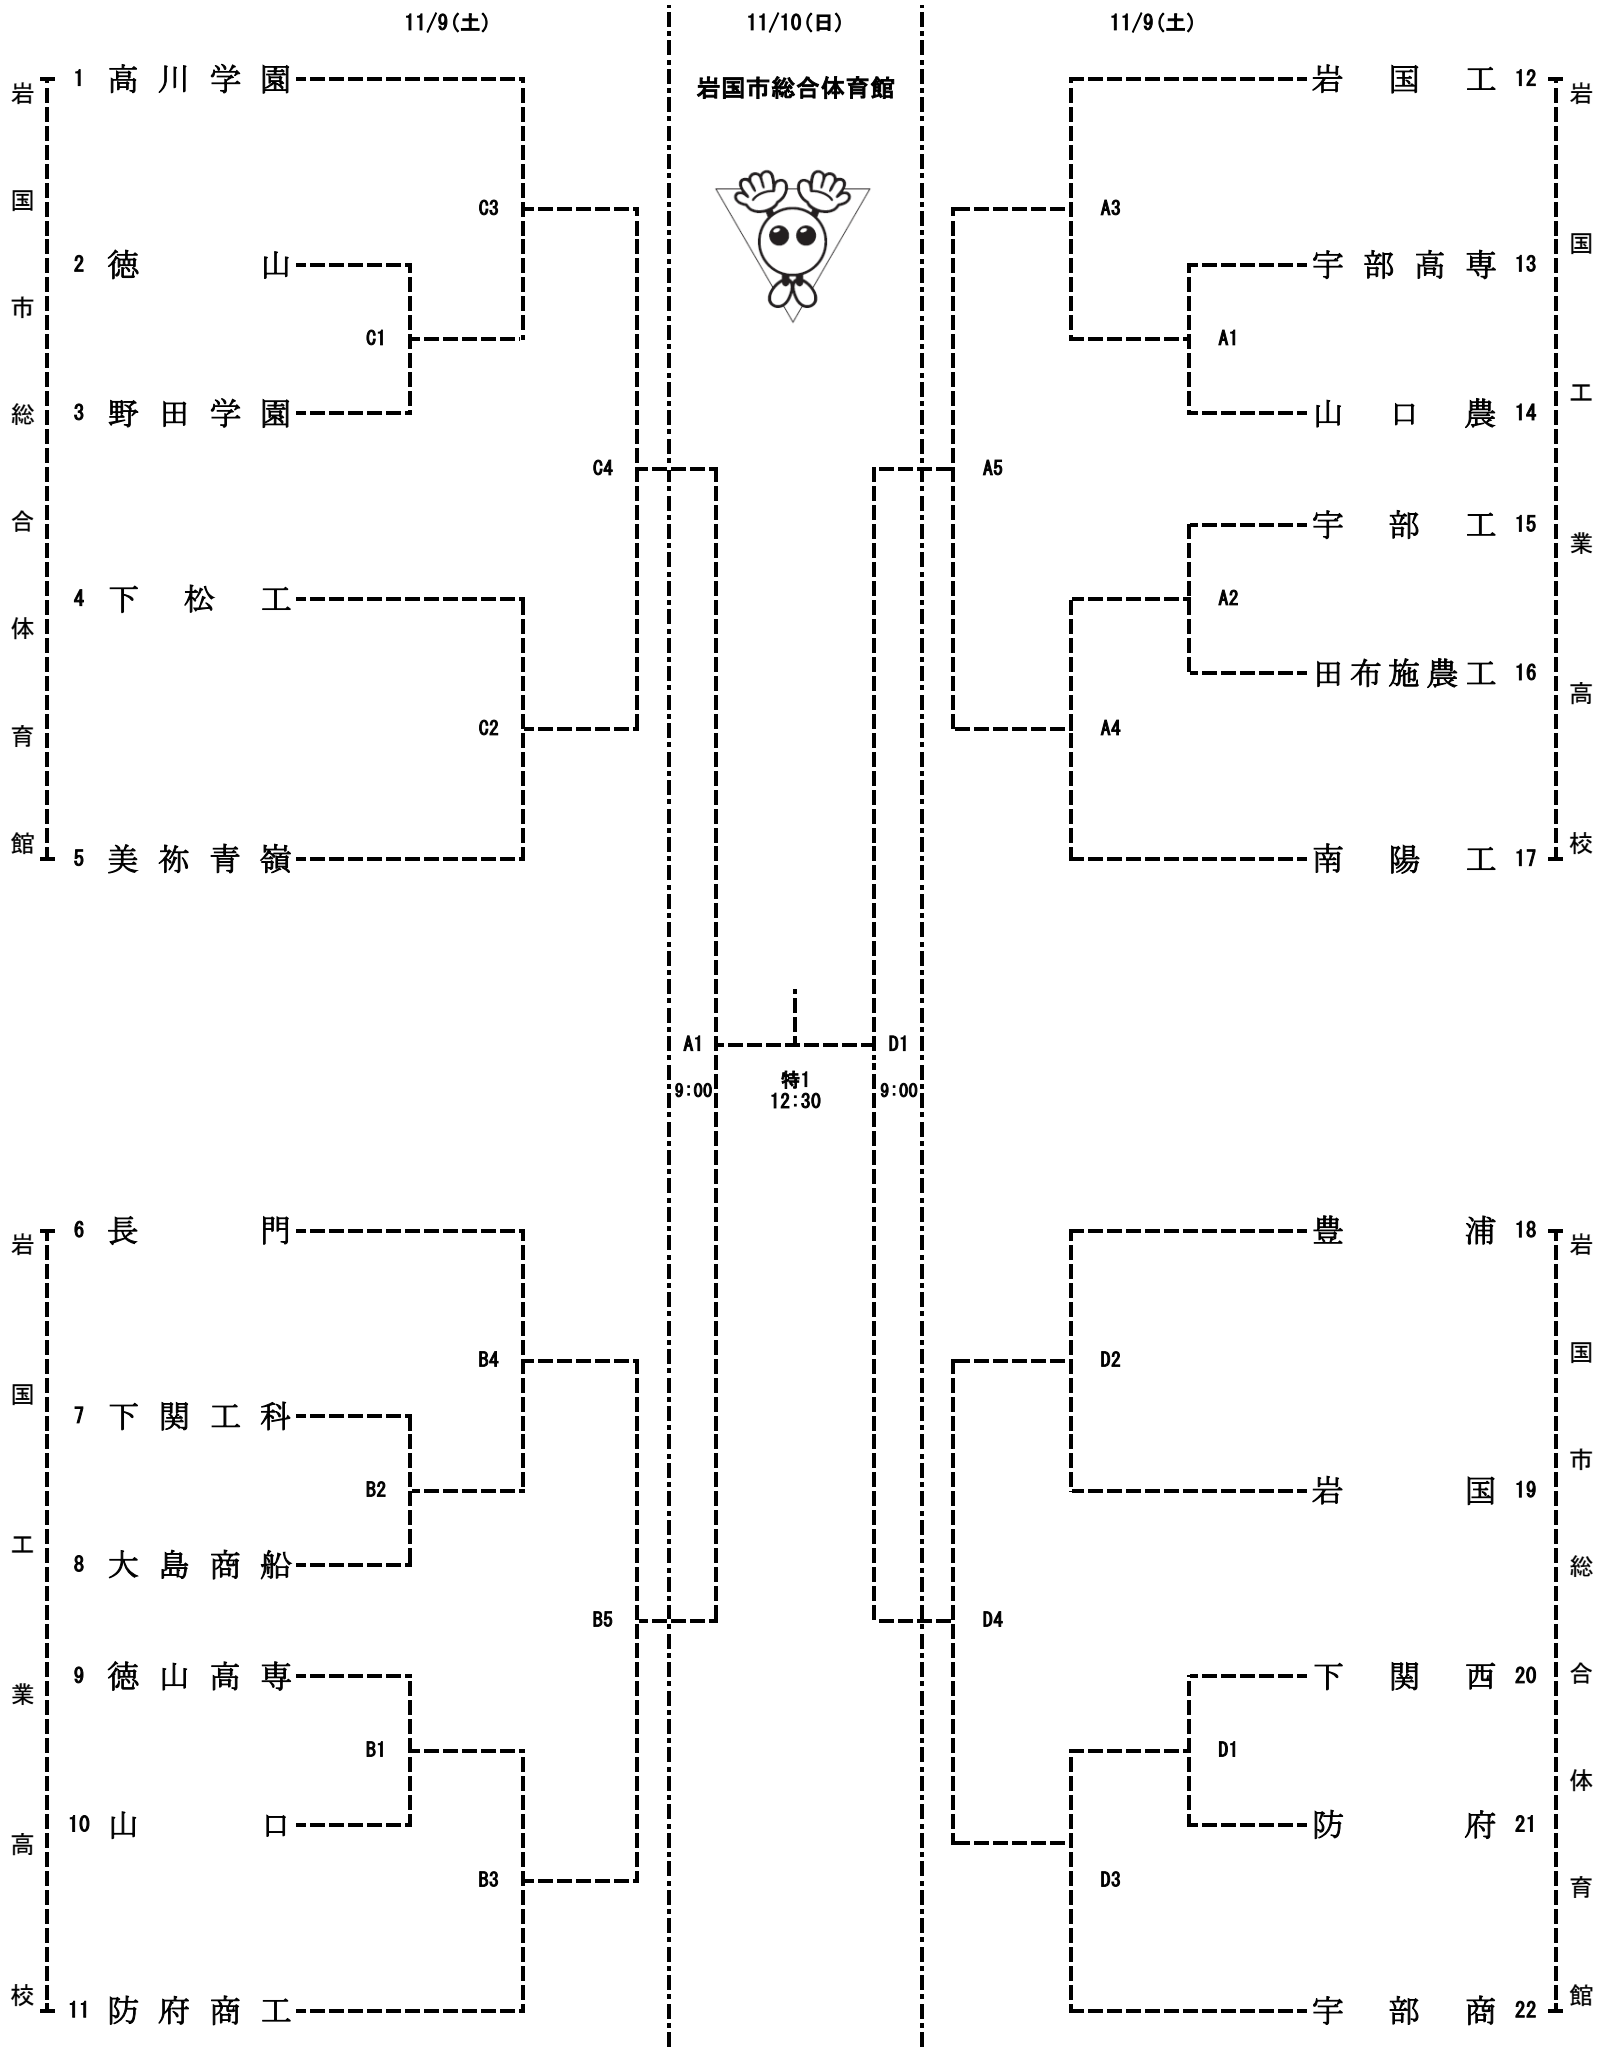 11/9(土)
11/10(日)
11/9(土)
岩国市総合体育館
岩国市総合体育館
1 高川学園
C3
2 徳山
C1
3 野田学園
C4
4 下松工
C2
5 美祢青嶺
岩国工 12
A3
宇部高専 13
A1
山口農 14
A5
宇部工 15
A2
田布施農工 16
A4
南陽工 17
岩国工業高校
A1
9:00
特1
12:30
D1
9:00
岩国工業高校
6 長門
B4
7 下関工科
B2
8 大島商船
B5
9 徳山高専
B1
10 山口
B3
11 防府商工
豊浦 18
D2
岩国 19
D4
下関西 20
D1
防府 21
D3
宇部商 22
岩国市総合体育館